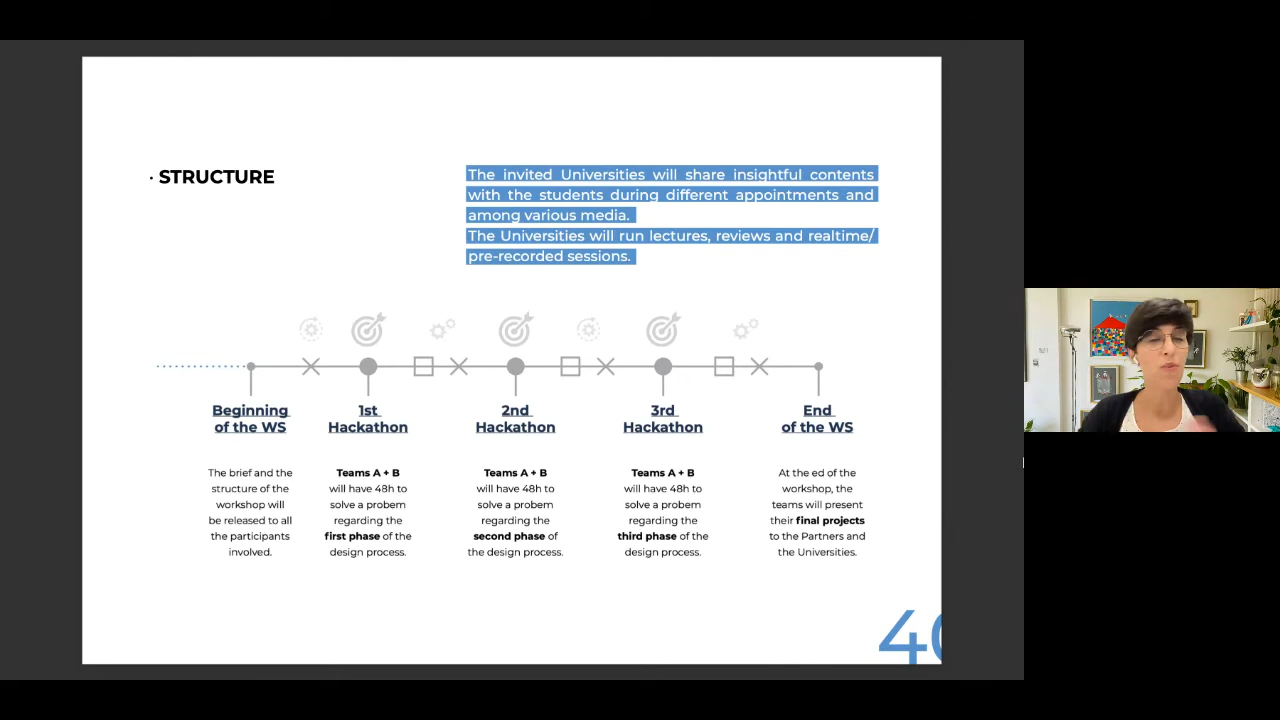 · STRUCTURE
The invited Universities will share insightful contents
with the students during different appointments and
among various media.
The Universities will run lectures, reviews and realtime/
pre-recorded sessions.
Beginning
of the WS
The brief and the
structure of the
workshop will
be released to all
the participants
involved.
1st
Hackathon
Teams A + B
will have 48h to
solve a probem
regarding the
first phase of the
design process.
2nd
Hackathon
Teams A + B
will have 48h to
solve a probem
regarding the
second phase of
the design process.
3rd
Hackathon
Teams A + B
will have 48h to
solve a probem
regarding the
third phase of the
design process.
End
of the WS
At the ed of the
workshop, the
teams will present
their final projects
to the Partners and
the Universities.